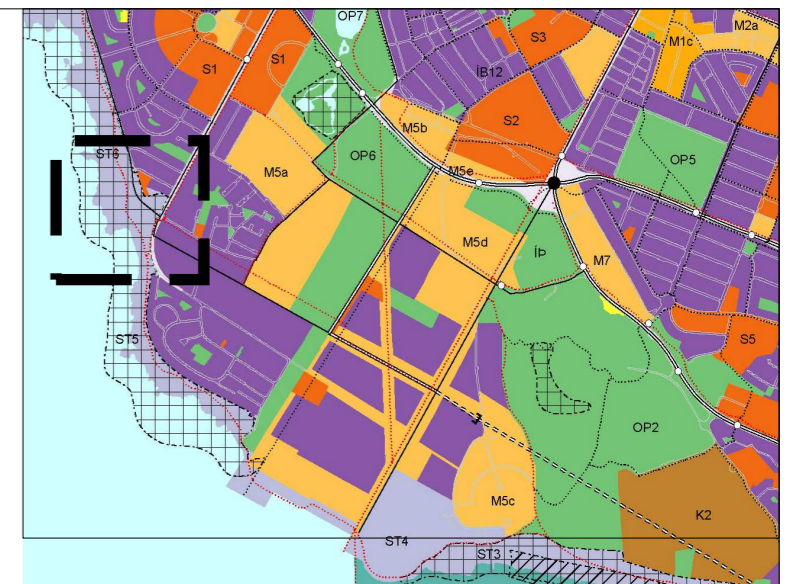 OP7
S3
M2a
M1c
S1
S1
ÍB12
S2
M5b
ST6
OP6
OP5
M5a
M5e
M5d
ÍÞ
M7
ST5
S5
OP2
M5c
K2
ST4
ST3